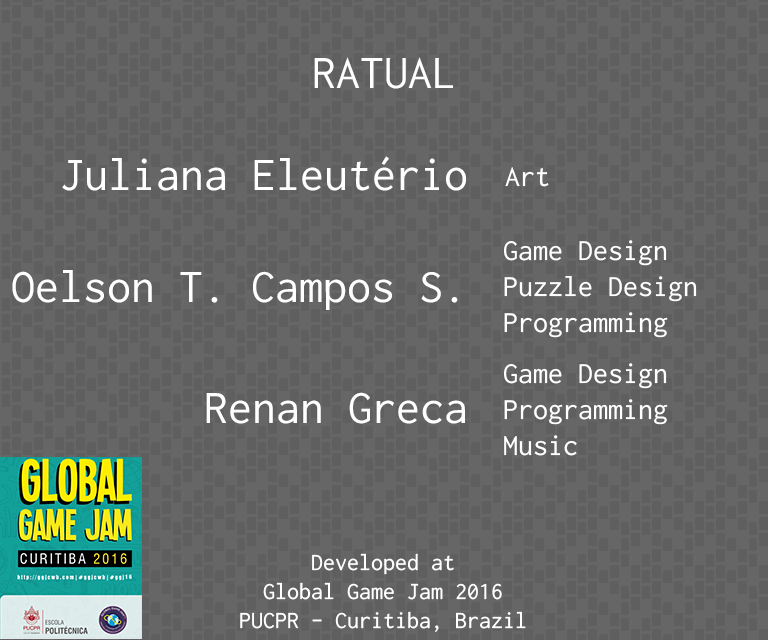 RATUAL
Juliana Eleutério Art
Oelson T. Campos S. Game Design
Puzzle Design
Programming
Renan Greca Game Design
Programming
Music
GLOBAL
GAME JAM
CURITIBA 2016
http://ggjcwb.com|#ggjcwb|#ggj16
PUCPR
ESCOLA
POLITÉCNICA
Developed at
Global Game Jam 2016
PUCPR – Curitiba, Brazil